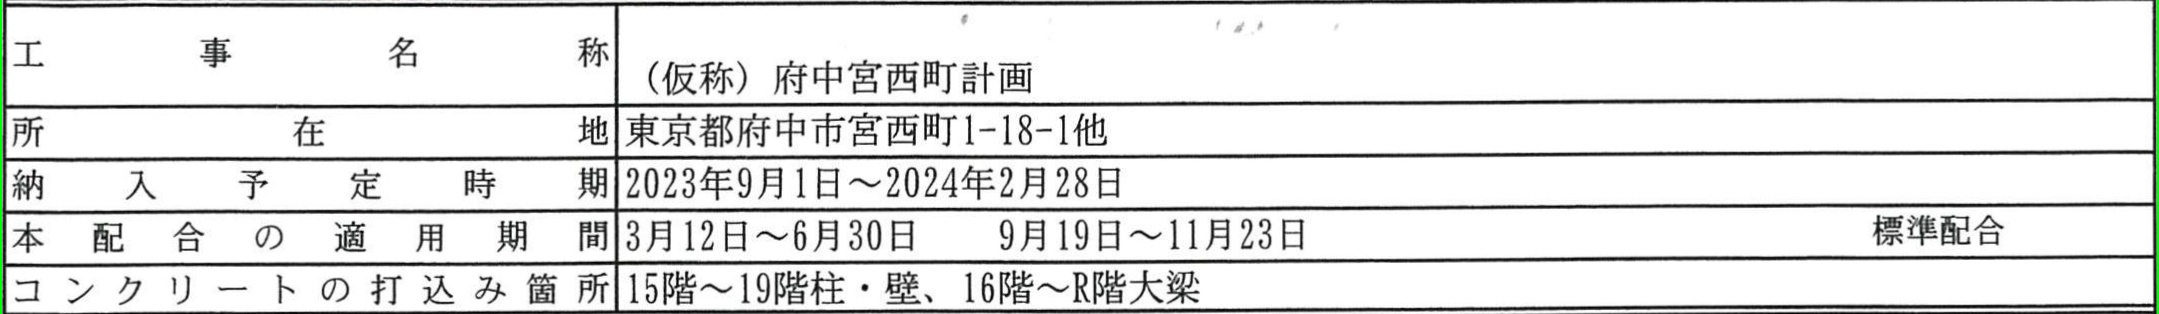 工事名称 （仮称）府中宮西町計画
所在地 東京都府中市宮西町1-18-1他
納入予定時期 2023年9月1日～2024年2月28日
本配合の適用期間 3月12日～6月30日 9月19日～11月23日 標準配合
コンクリートの打込み箇所 15階～19階柱・壁、16階～R階大梁